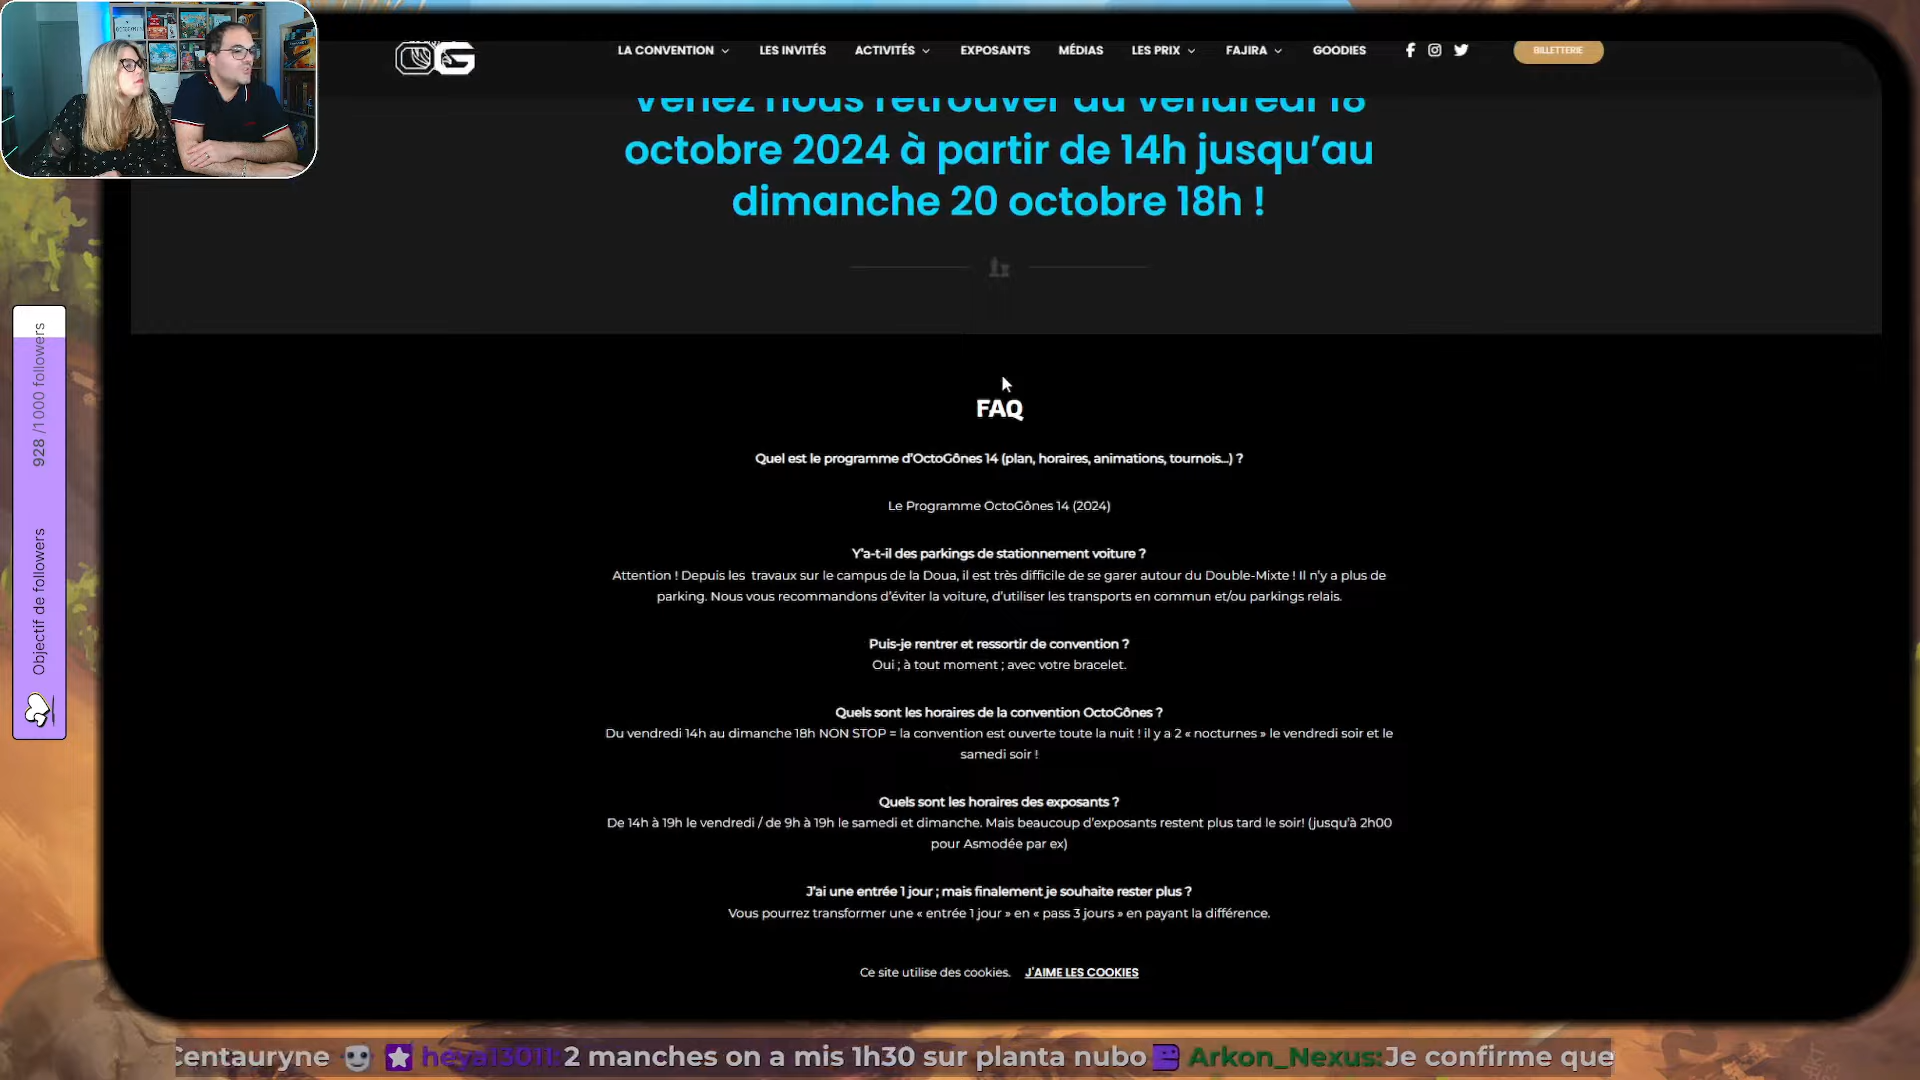 LA CONVENTION
LES INVITÉS
ACTIVITÉS
EXPOSANTS
MÉDIAS
LES PRIX
FAJIRA
GOODIES
BILLETTERIE
Venez nous retrouver du vendredi 18
octobre 2024 à partir de 14h jusqu’au
dimanche 20 octobre 18h !
FAQ
Quel est le programme d’OctoGônes 14 (plan, horaires, animations, tournois…) ?
Le Programme OctoGônes 14 (2024)
Y’a-t-il des parkings de stationnement voiture ?
Attention ! Depuis les travaux sur le campus de la Doua, il est très difficile de se garer autour du Double-Mixte ! Il n’y a plus de
parking. Nous vous recommandons d’éviter la voiture, d’utiliser les transports en commun et/ou parkings relais.
Puis-je rentrer et ressortir de convention ?
Oui ; à tout moment ; avec votre bracelet.
Quels sont les horaires de la convention OctoGônes ?
Du vendredi 14h au dimanche 18h NON STOP = la convention est ouverte toute la nuit ! il y a 2 « nocturnes » le vendredi soir et le
samedi soir !
Quels sont les horaires des exposants ?
De 14h à 19h le vendredi / de 9h à 19h le samedi et dimanche. Mais beaucoup d’exposants restent plus tard le soir! (jusqu’à 2h00
pour Asmodée par ex)
J’ai une entrée 1 jour ; mais finalement je souhaite rester plus ?
Vous pourrez transformer une « entrée 1 jour » en « pass 3 jours » en payant la différence.
Ce site utilise des cookies. J'AIME LES COOKIES
Objectif de followers 928 /1000 followers
Centauryne heya13011: 2 manches on a mis 1h30 sur planta nubo Arkon_Nexus: Je confirme que